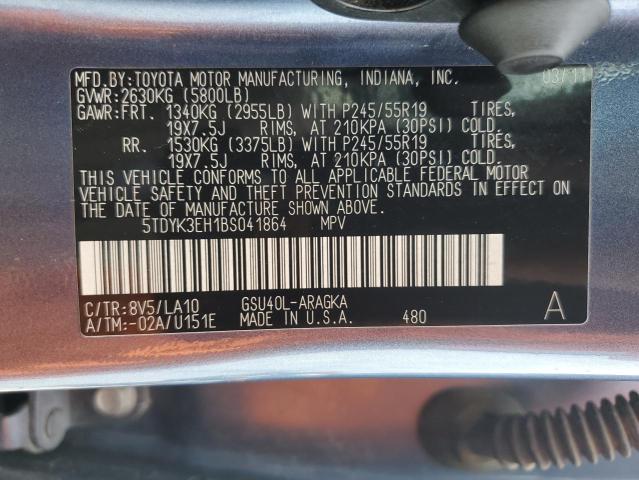 MFD.BY:TOYOTA MOTOR MANUFACTURING, INDIANA, INC. 03/11
GVWR:2630KG (5800LB)
GAWR:FRT. 1340KG (2955LB) WITH P245/55R19 TIRES,
19X7.5J RIMS, AT 210KPA (30PSI) COLD.
RR. 1530KG (3375LB) WITH P245/55R19 TIRES,
19X7.5J RIMS, AT 210KPA (30PSI) COLD.
THIS VEHICLE CONFORMS TO ALL APPLICABLE FEDERAL MOTOR
VEHICLE SAFETY AND THEFT PREVENTION STANDARDS IN EFFECT ON
THE DATE OF MANUFACTURE SHOWN ABOVE.
5TDYK3EH1BS041864 MPV
C/TR:8V5/LA10 GSU40L-ARAGKA
A/TM:-02A/U151E MADE IN U.S.A. 480 A